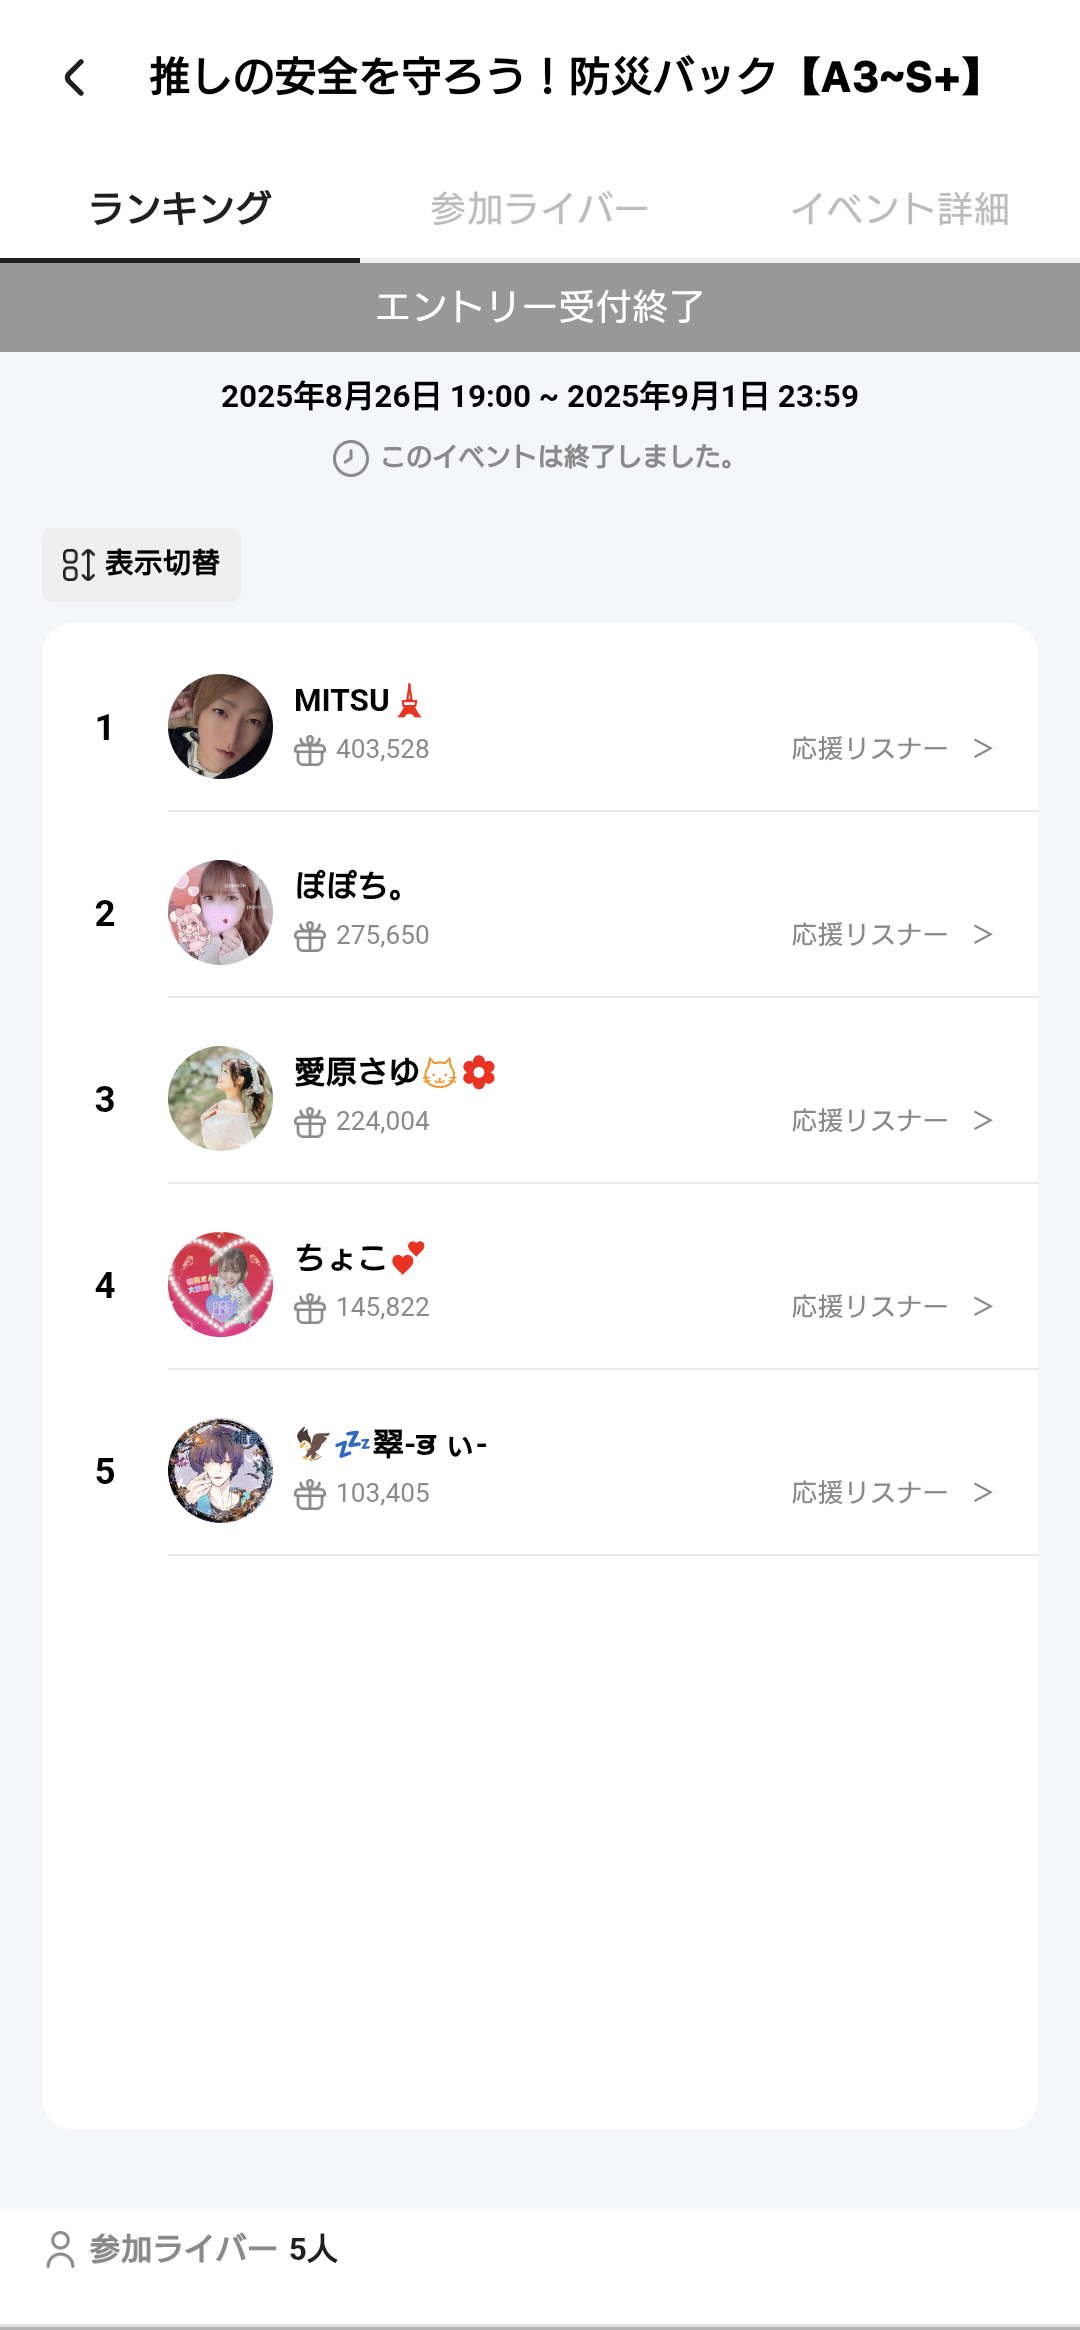 推しの安全を守ろう！防災バック【A3~S+】
ランキング 参加ライバー イベント詳細
エントリー受付終了
2025年8月26日 19:00 ~ 2025年9月1日 23:59
このイベントは終了しました。
表示切替
1
MITSU🗼
403,528
応援リスナー >
2
ぽぽち。
275,650
応援リスナー >
3
愛原さゆ🐱🌺
224,004
応援リスナー >
4
ちょこ💕
145,822
応援リスナー >
5
🦅💤翠-す ぃ-
103,405
応援リスナー >
参加ライバー 5人